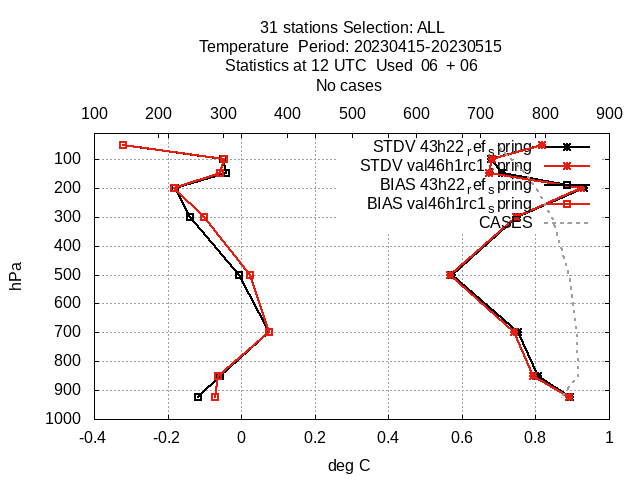 31 stations Selection: ALL
Temperature  Period: 20230415-20230515
Statistics at 12 UTC  Used  06  + 06
No cases
100 200 300 400 500 600 700 800 900
STDV 43h22_ref_spring
STDV val46h1rc1_spring
BIAS 43h22_ref_spring
BIAS val46h1rc1_spring
CASES
100
200
300
400
500
600
700
800
900
1000
hPa
-0.4 -0.2 0 0.2 0.4 0.6 0.8 1
deg C